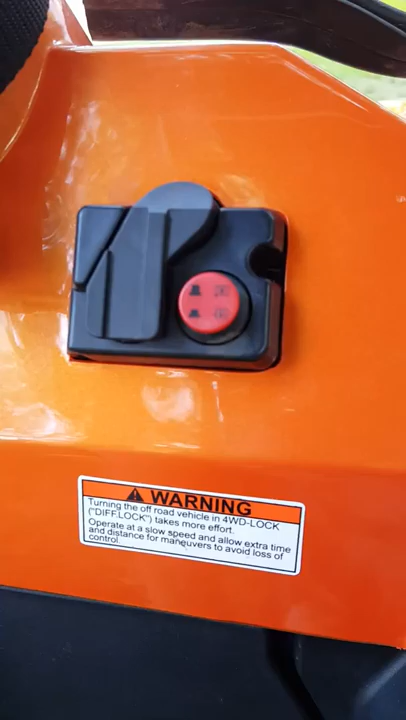 WARNING
Turning the off road vehicle in 4WD-LOCK
("DIFF.LOCK") takes more effort.
Operate at a slow speed and allow extra time
and distance for maneuvers to avoid loss of
control.